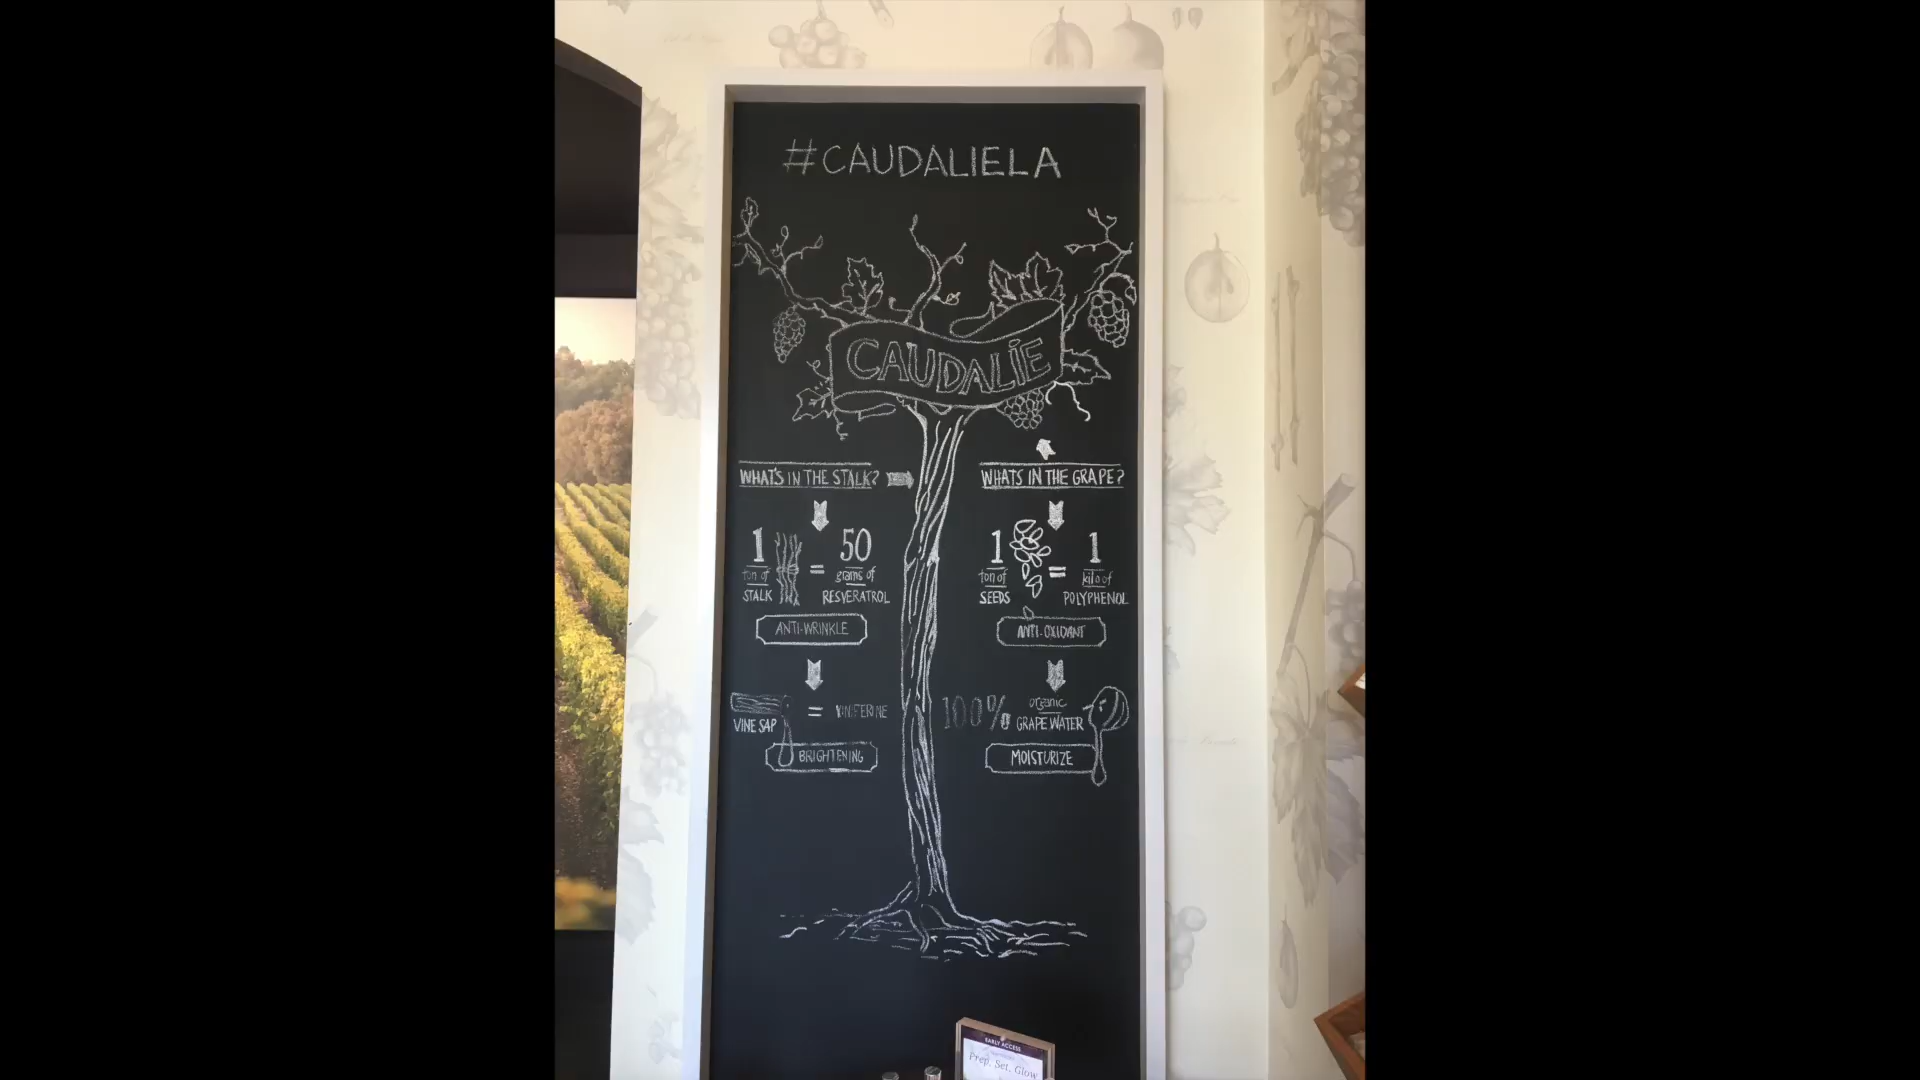 #CAUDALIELA
CAUDALIE
WHAT'S IN THE STALK?
1
ton of
STALK
=
50
grams of
RESVERATROL
ANTI-WRINKLE
VINE SAP
=
BRIGHTENING
WHATS IN THE GRAPE?
1
ton of
SEEDS
=
1
kilo of
POLYPHENOL
ANTI-OXIDANT
100%
organic
GRAPE WATER
MOISTURIZE
EARLY ACCESS
Prep. Set. Glow